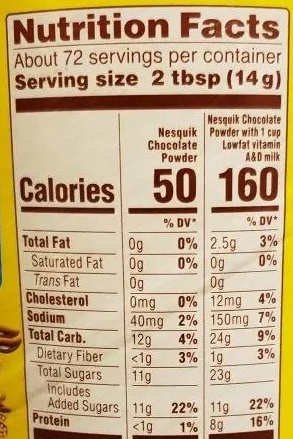 Nutrition Facts
About 72 servings per container
Serving size 2 tbsp (14g)
Nesquik Chocolate Powder
Nesquik Chocolate Powder with 1 cup Lowfat vitamin A&D milk
Calories 50 160
% DV* % DV*
Total Fat 0g 0% 2.5g 3%
Saturated Fat 0g 0% 0g 0%
Trans Fat 0g 0g
Cholesterol 0mg 0% 12mg 4%
Sodium 40mg 2% 150mg 7%
Total Carb. 12g 4% 24g 9%
Dietary Fiber <1g 3% 1g 3%
Total Sugars 11g 23g
Includes
Added Sugars 11g 22% 11g 22%
Protein <1g 1% 8g 16%